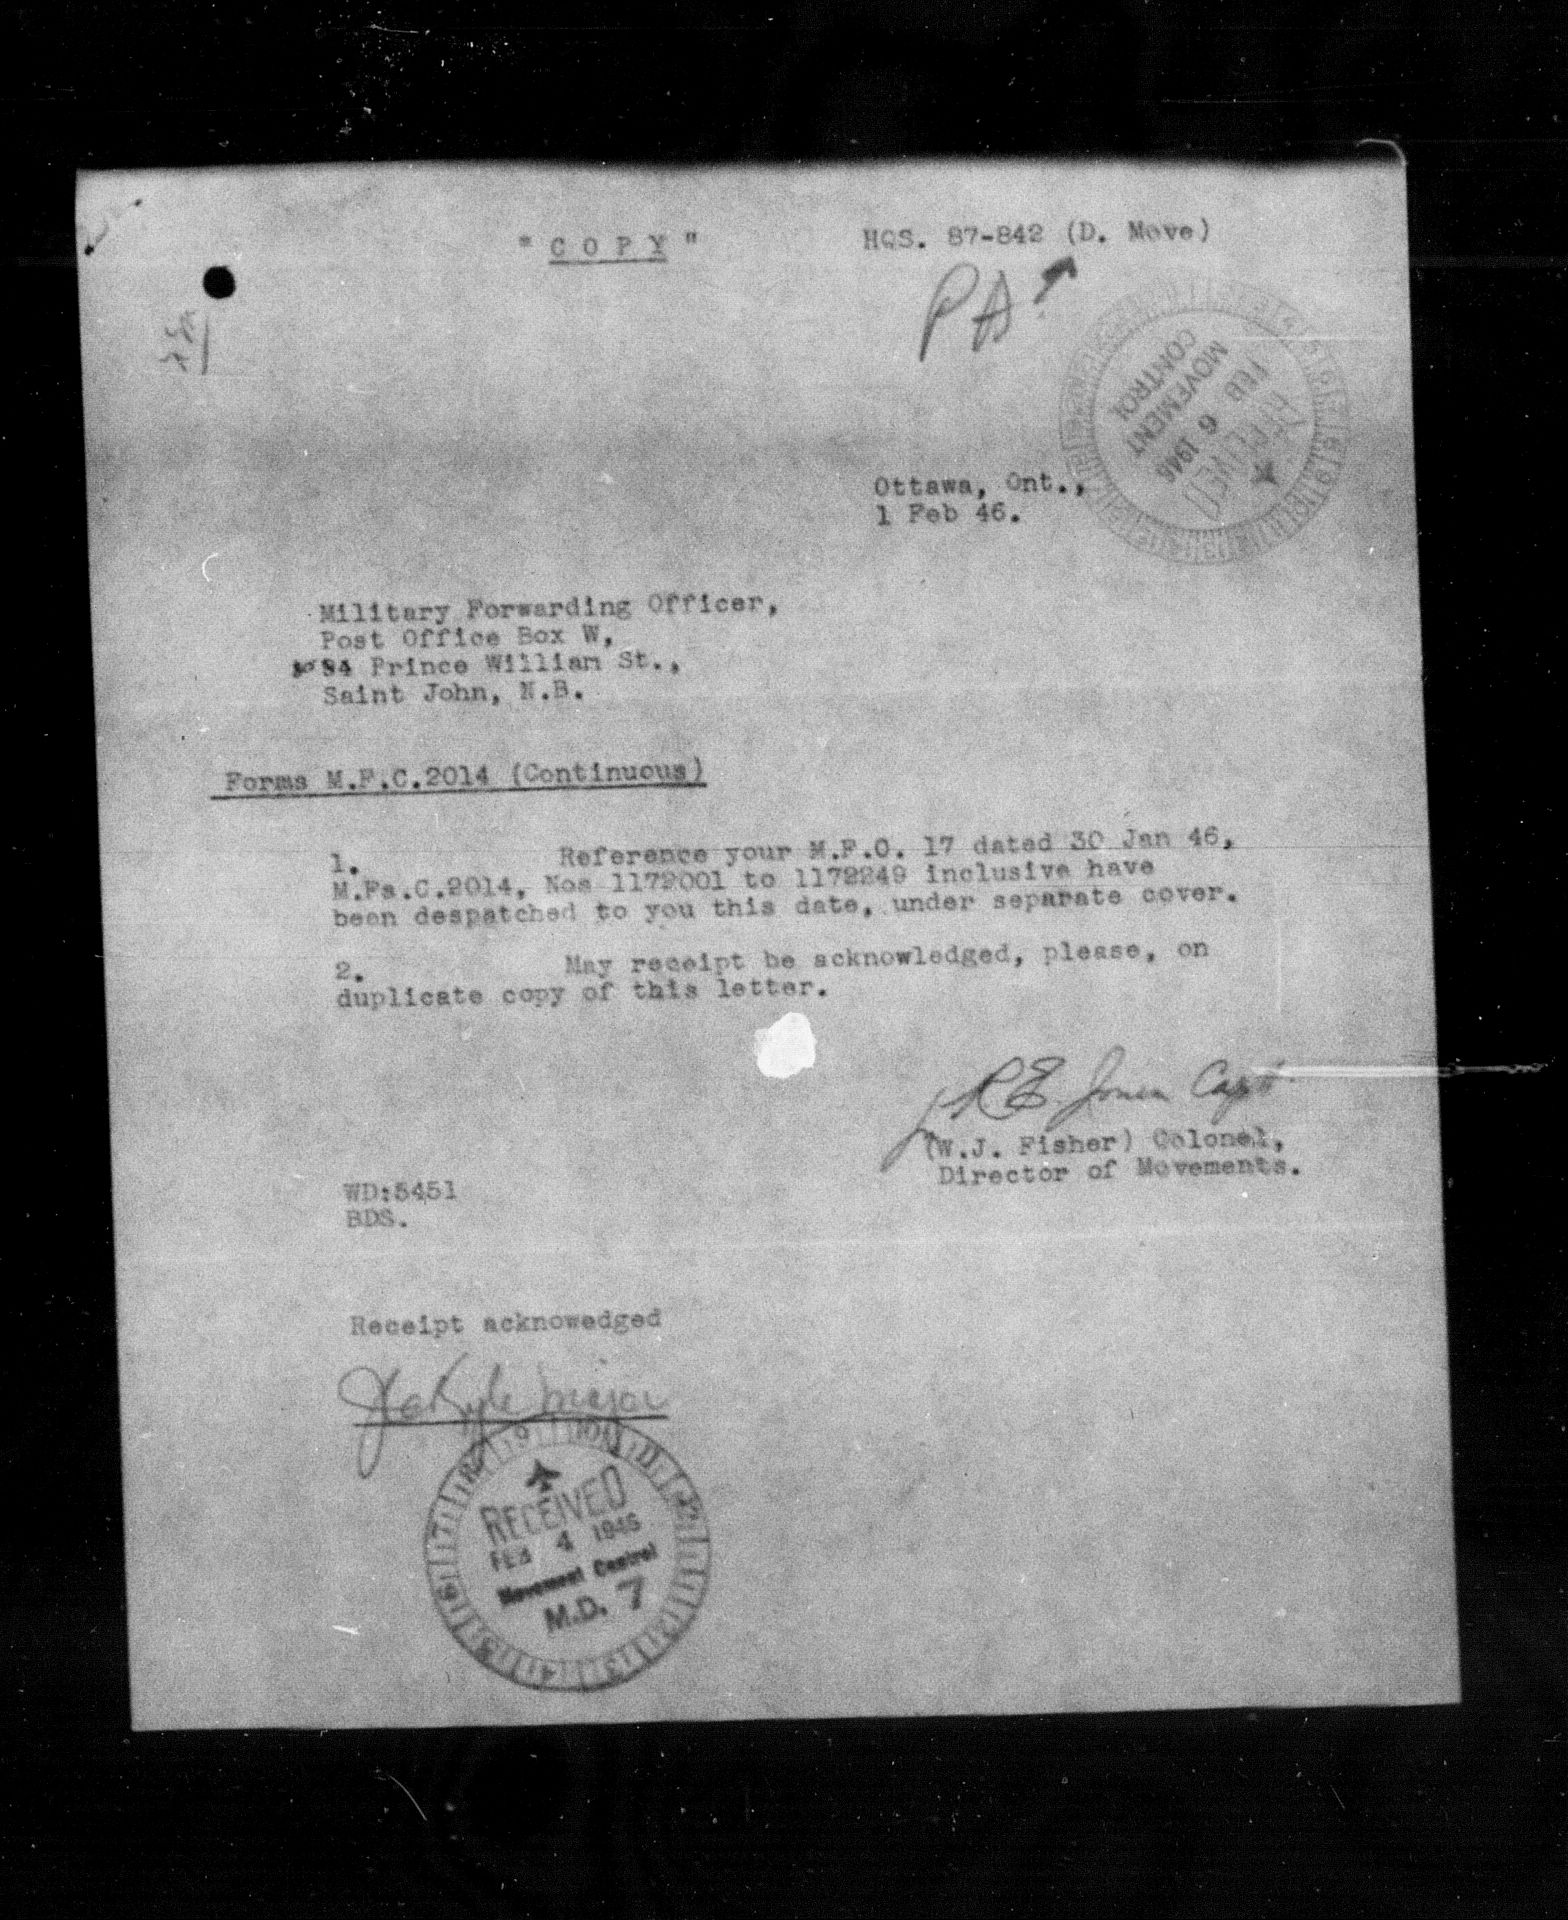 "C O P Y"
HQS. 87-842 (D. Move)
PA
RECEIVED
FEB 6 1946
MOVEMENT
CONTROL
Ottawa, Ont.,
1 Feb 46.
Military Forwarding Officer,
Post Office Box W,
84 Prince William St.,
Saint John, N.B.
Forms M.F.C.2014 (Continuous)
1. Reference your M.F.O. 17 dated 30 Jan 46,
M.Fs.C.2014, Nos 1172001 to 1172249 inclusive have
been despatched to you this date, under separate cover.
2. May receipt be acknowledged, please, on
duplicate copy of this letter.
RE Jones Capt.
(W.J. Fisher) Colonel,
Director of Movements.
WD:5451
BDS.
Receipt acknowedged
Kyle Major
RECEIVED
FEB 4 1946
Movement Control
M.D. 7